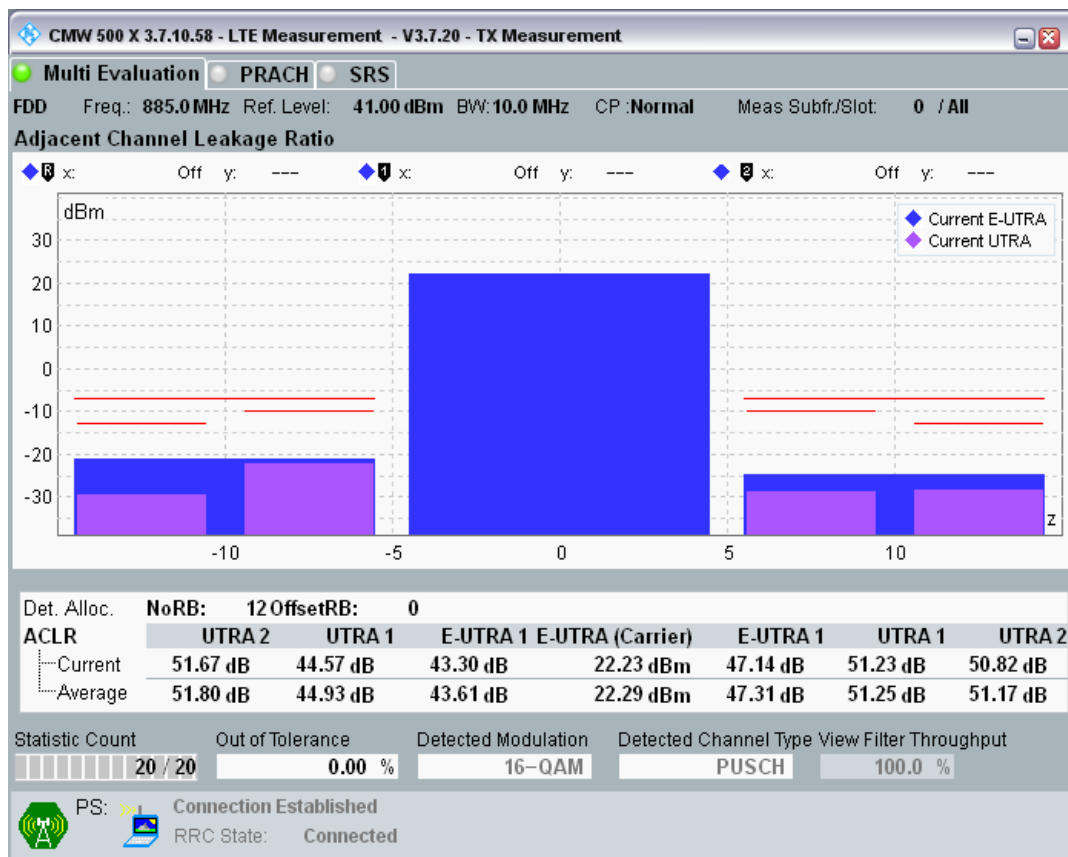 CMW 500 X 3.7.10.58 - LTE Measurement - V3.7.20 - TX Measurement
Multi Evaluation PRACH SRS
FDD Freq.: 885.0 MHz Ref. Level: 41.00 dBm BW: 10.0 MHz CP :Normal Meas Subfr./Slot: 0 / All
Adjacent Channel Leakage Ratio
R x: Off y: --- 1 x: Off y: --- 2 x: Off y: ---
dBm
Current E-UTRA
Current UTRA
30
20
10
0
-10
-20
-30
z
-10 -5 0 5 10
Det. Alloc. NoRB: 12 OffsetRB: 0
ACLR UTRA 2 UTRA 1 E-UTRA 1 E-UTRA (Carrier) E-UTRA 1 UTRA 1 UTRA 2
Current 51.67 dB 44.57 dB 43.30 dB 22.23 dBm 47.14 dB 51.23 dB 50.82 dB
Average 51.80 dB 44.93 dB 43.61 dB 22.29 dBm 47.31 dB 51.25 dB 51.17 dB
Statistic Count Out of Tolerance Detected Modulation Detected Channel Type View Filter Throughput
20 / 20 0.00 % 16-QAM PUSCH 100.0 %
PS: Connection Established
RRC State: Connected